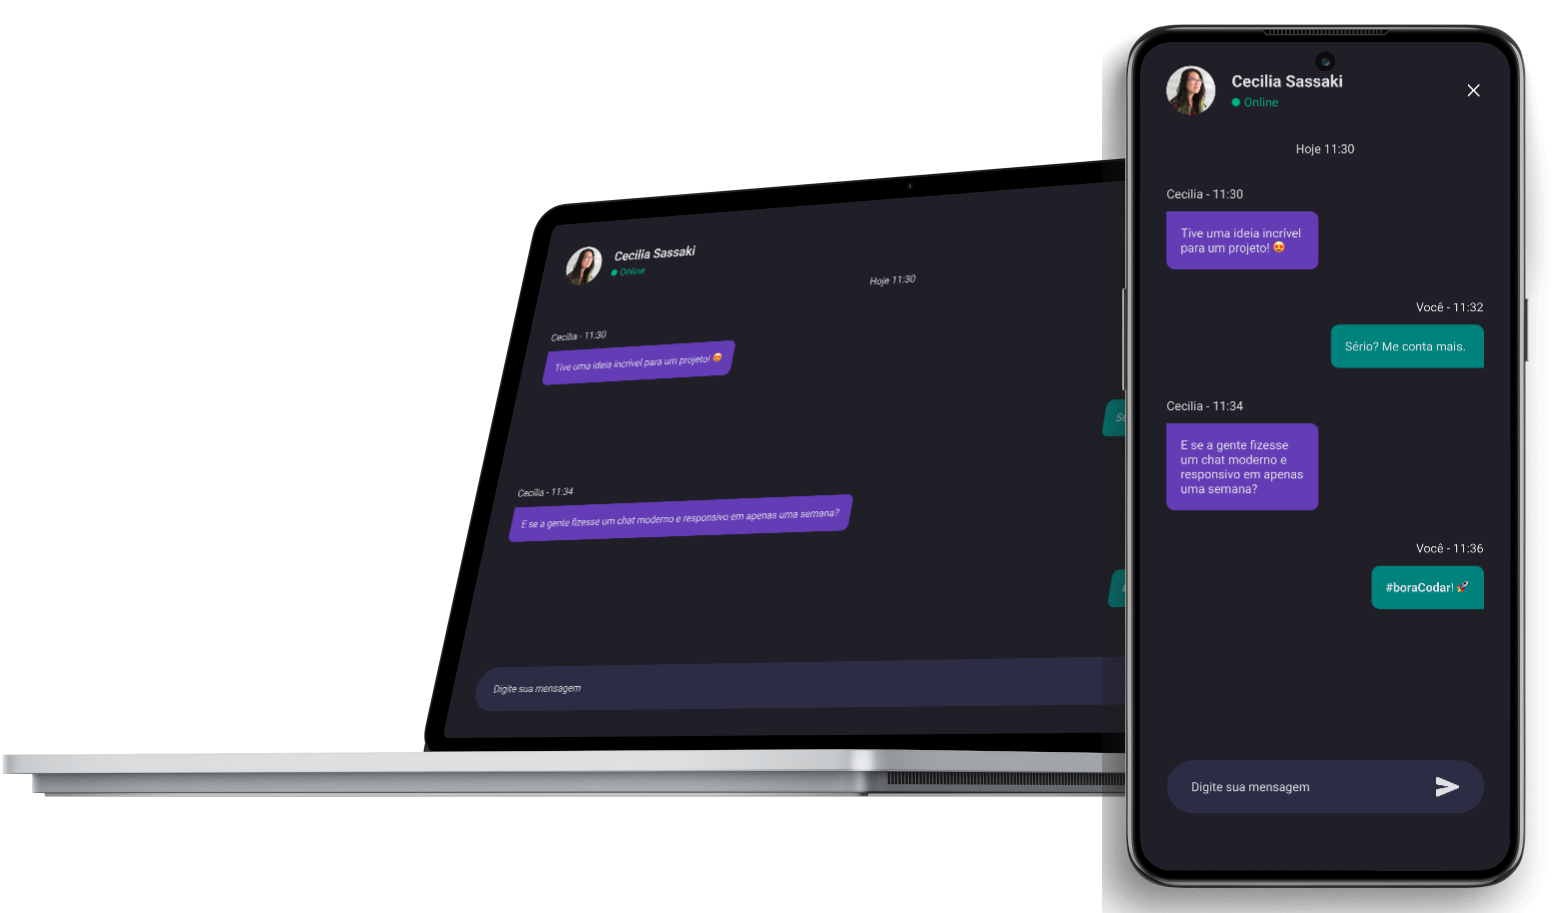 Cecilia Sassaki
Online
Hoje 11:30
Cecilia - 11:30
Tive uma ideia incrível para um projeto! 😍
Cecilia - 11:34
E se a gente fizesse um chat moderno e responsivo em apenas uma semana?
Digite sua mensagem
Cecilia Sassaki
Online
Hoje 11:30
Cecilia - 11:30
Tive uma ideia incrível
para um projeto! 😍
Você - 11:32
Sério? Me conta mais.
Cecilia - 11:34
E se a gente fizesse
um chat moderno e
responsivo em apenas
uma semana?
Você - 11:36
#boraCodar! 🚀
Digite sua mensagem